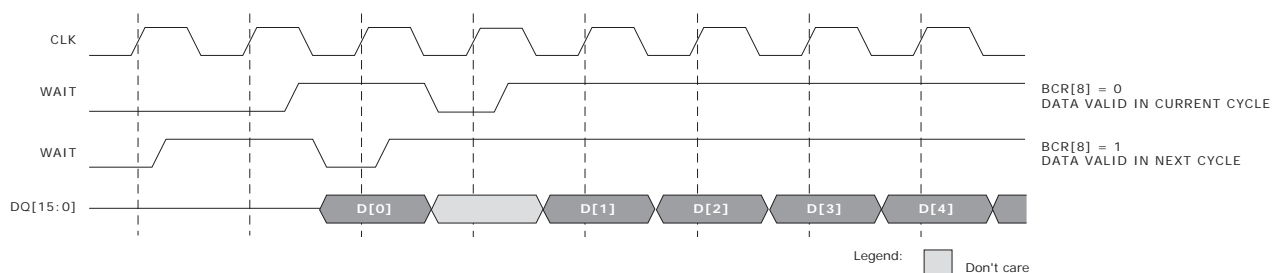 CLK
WAIT
BCR[8] = 0
DATA VALID IN CURRENT CYCLE
WAIT
BCR[8] = 1
DATA VALID IN NEXT CYCLE
DQ[15:0]
D[0]
D[1]
D[2]
D[3]
D[4]
Legend:
Don't care